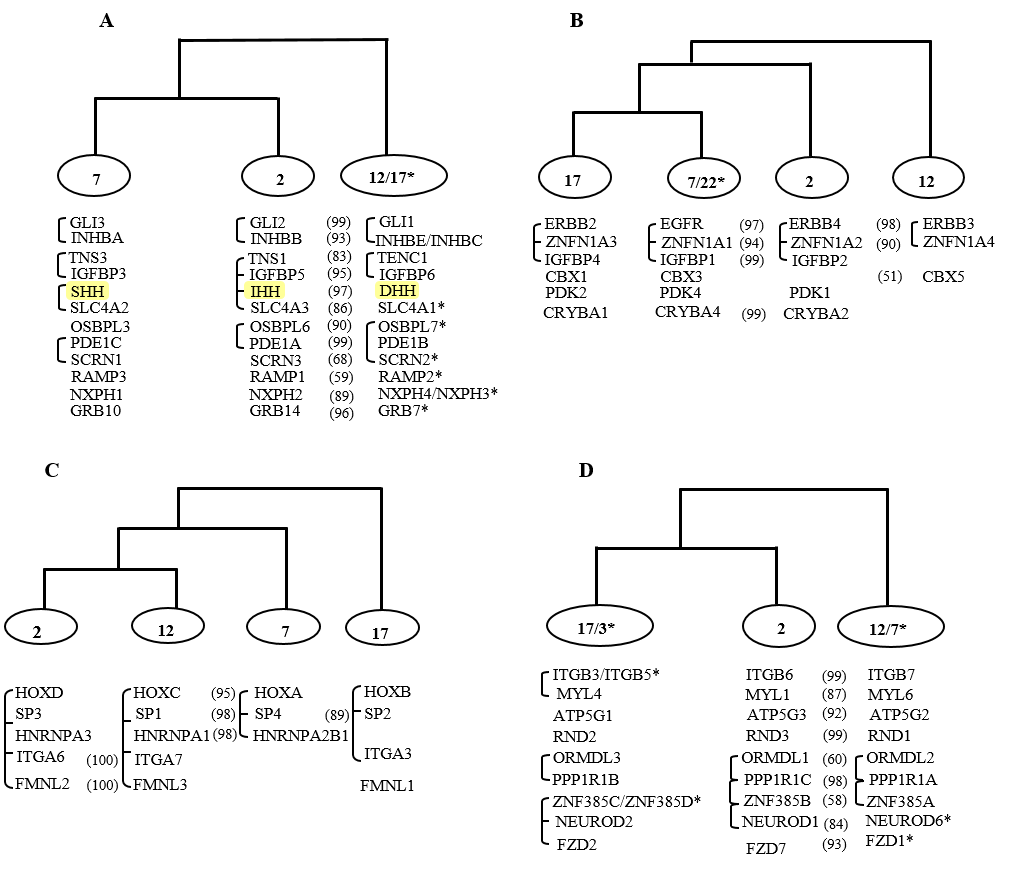 A
7 2 12/17*
GLI3 GLI2 (99) GLI1
INHBA INHBB (93) INHBE/INHBC
TNS3 TNS1 (83) TENC1
IGFBP3 IGFBP5 (95) IGFBP6
SHH IHH (97) DHH
SLC4A2 SLC4A3 (86) SLC4A1*
OSBPL3 OSBPL6 (90) OSBPL7*
PDE1C PDE1A (99) PDE1B
SCRN1 SCRN3 (68) SCRN2*
RAMP3 RAMP1 (59) RAMP2*
NXPH1 NXPH2 (89) NXPH4/NXPH3*
GRB10 GRB14 (96) GRB7*
B
17 7/22* 2 12
ERBB2 EGFR (97) ERBB4 (98) ERBB3
ZNFN1A3 ZNFN1A1 (94) ZNFN1A2 (90) ZNFN1A4
IGFBP4 IGFBP1 (99) IGFBP2
CBX1 CBX3 (51) CBX5
PDK2 PDK4 PDK1
CRYBA1 CRYBA4 (99) CRYBA2
C
2 12 7 17
HOXD HOXC (95) HOXA HOXB
SP3 SP1 (98) SP4 (89) SP2
HNRNPA3 HNRNPA1 (98) HNRNPA2B1
ITGA6 (100) ITGA7 ITGA3
FMNL2 (100) FMNL3 FMNL1
D
17/3* 2 12/7*
ITGB3/ITGB5* ITGB6 (99) ITGB7
MYL4 MYL1 (87) MYL6
ATP5G1 ATP5G3 (92) ATP5G2
RND2 RND3 (99) RND1
ORMDL3 ORMDL1 (60) ORMDL2
PPP1R1B PPP1R1C (98) PPP1R1A
ZNF385C/ZNF385D* ZNF385B (58) ZNF385A
NEUROD2 NEUROD1 (84) NEUROD6*
FZD2 FZD7 (93) FZD1*